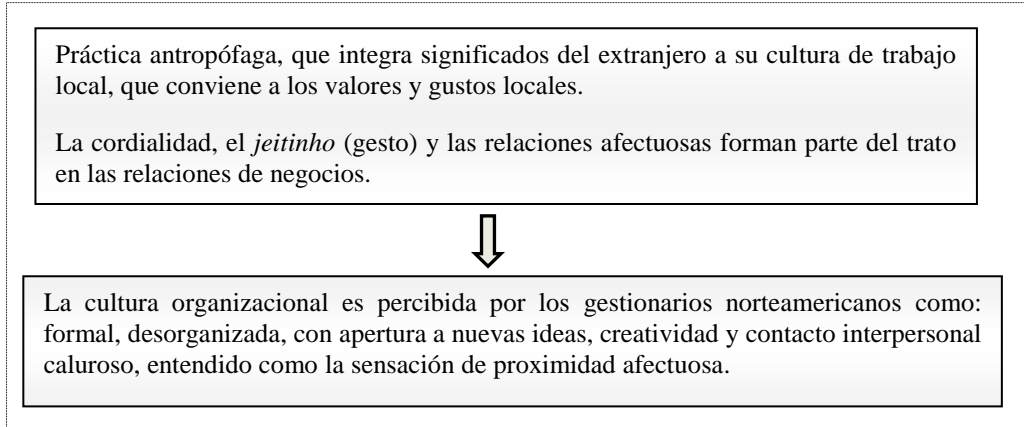 Práctica antropófaga, que integra significados del extranjero a su cultura de trabajo
local, que conviene a los valores y gustos locales.
La cordialidad, el jeitinho (gesto) y las relaciones afectuosas forman parte del trato
en las relaciones de negocios.
La cultura organizacional es percibida por los gestionarios norteamericanos como:
formal, desorganizada, con apertura a nuevas ideas, creatividad y contacto interpersonal
caluroso, entendido como la sensación de proximidad afectuosa.